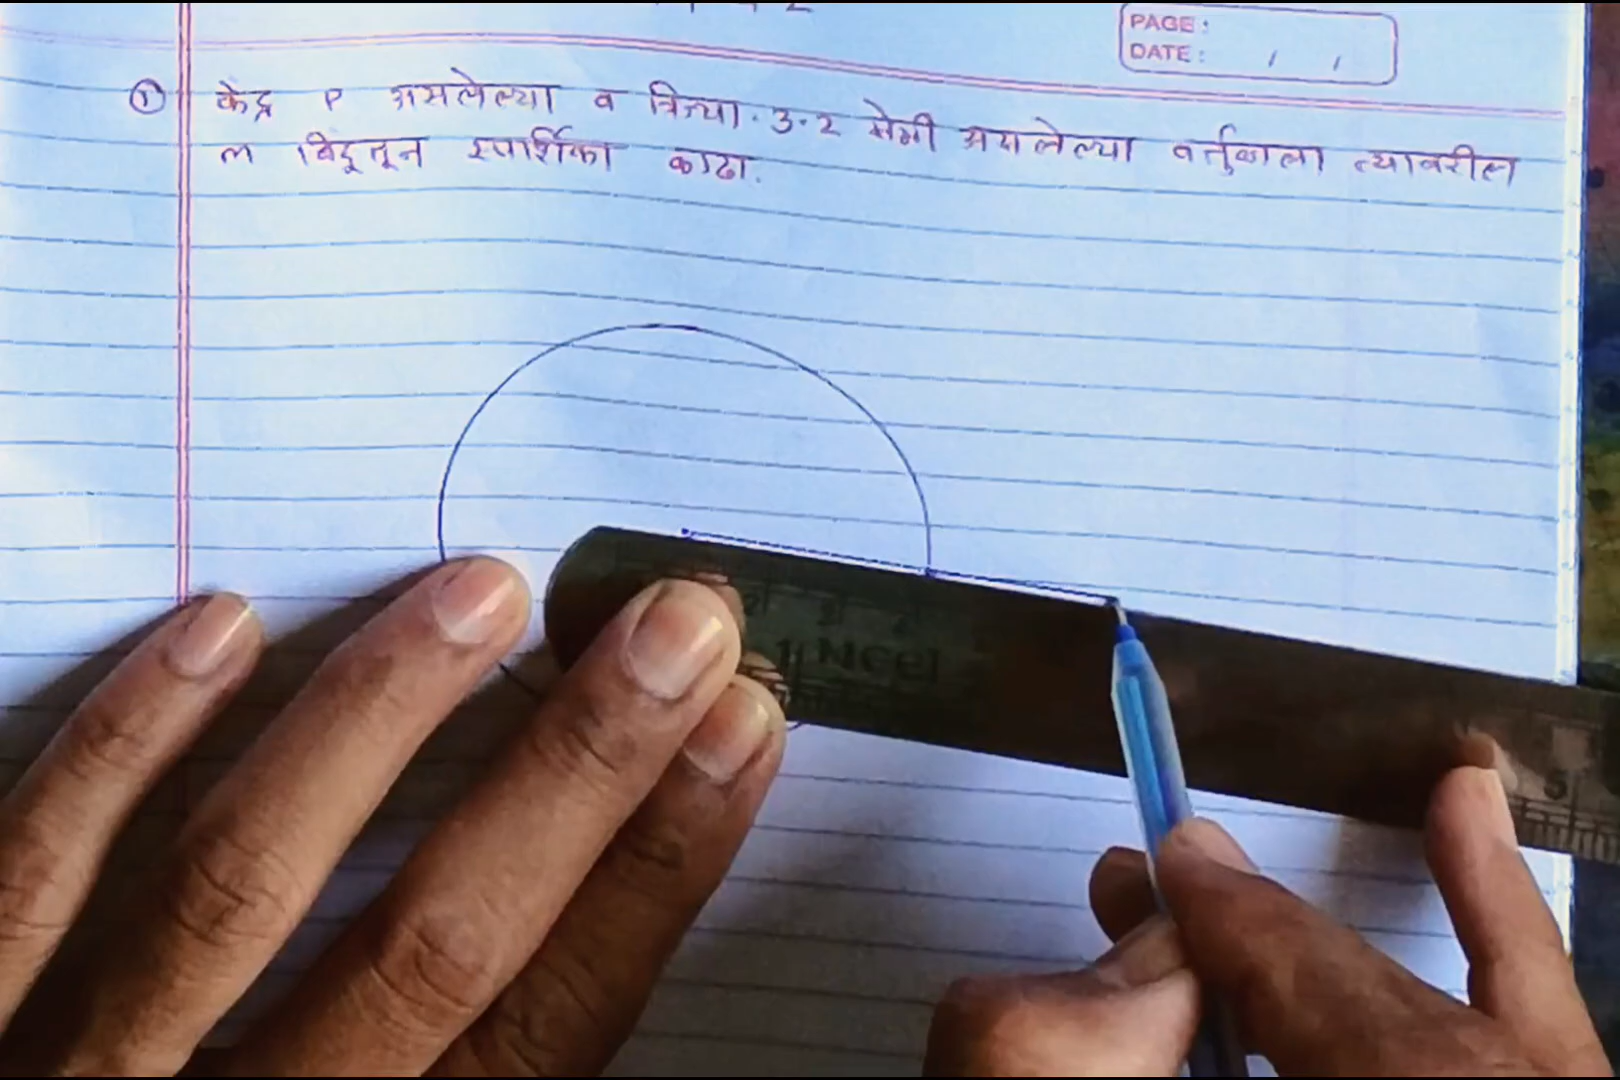 PAGE :
DATE : / /
① केंद्र P असलेल्या व त्रिज्या. 3.2 सेमी असलेल्या वर्तुळाला त्यावरील
M बिंदूतून स्पर्शिका काढा.